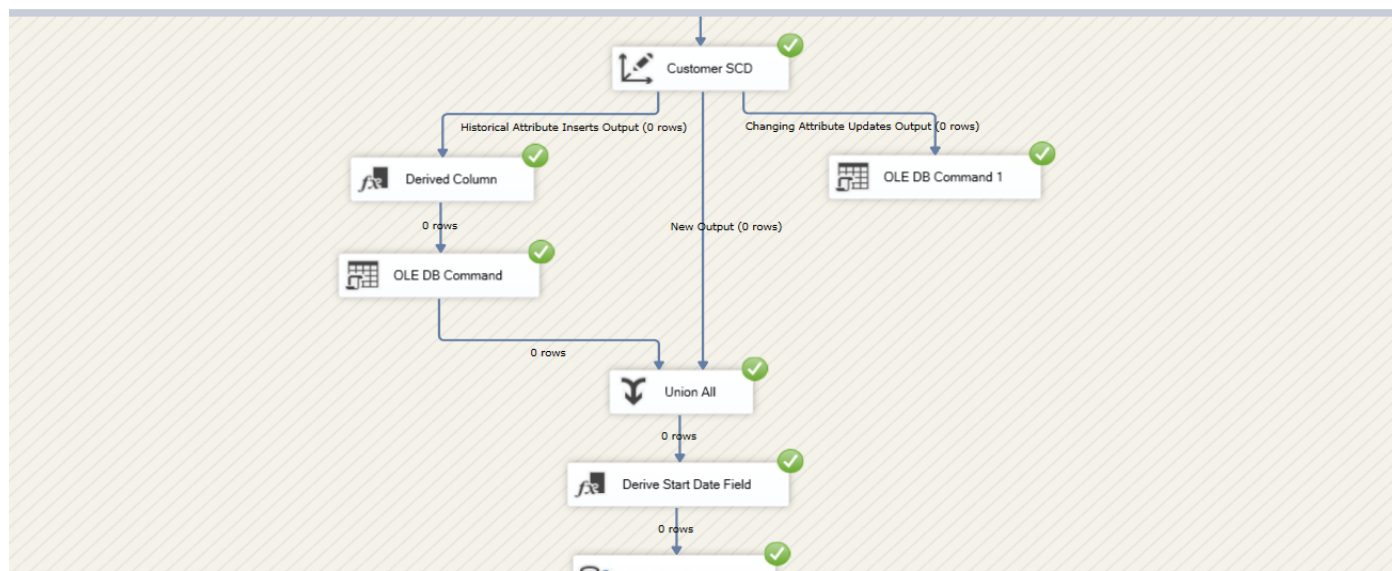 Customer SCD
Historical Attribute Inserts Output (0 rows)
Changing Attribute Updates Output (0 rows)
Derived Column
OLE DB Command 1
0 rows
New Output (0 rows)
OLE DB Command
0 rows
Union All
0 rows
Derive Start Date Field
0 rows